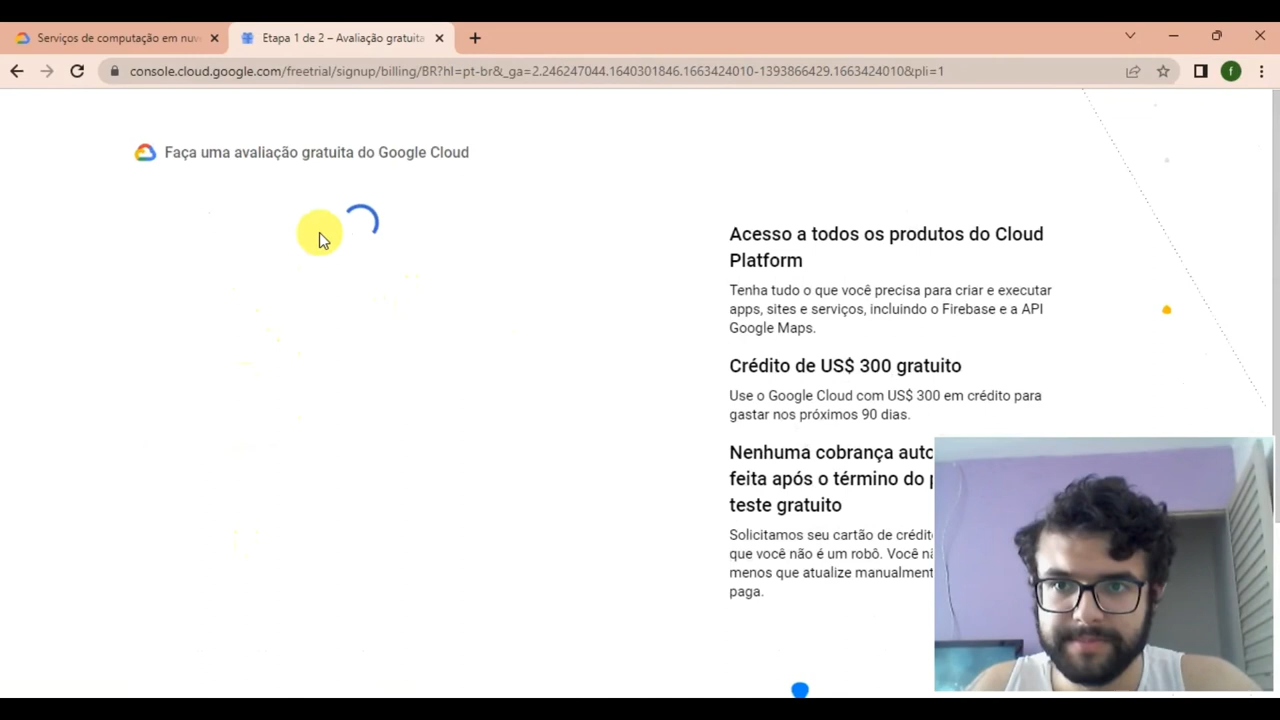 Serviços de computação em nuv
Etapa 1 de 2 – Avaliação gratuita
console.cloud.google.com/freetrial/signup/billing/BR?hl=pt-br&_ga=2.246247044.1640301846.1663424010-1393866429.1663424010&pli=1
f
Faça uma avaliação gratuita do Google Cloud
Acesso a todos os produtos do Cloud
Platform
Tenha tudo o que você precisa para criar e executar
apps, sites e serviços, incluindo o Firebase e a API
Google Maps.
Crédito de US$ 300 gratuito
Use o Google Cloud com US$ 300 em crédito para
gastar nos próximos 90 dias.
Nenhuma cobrança auto
feita após o término do p
teste gratuito
Solicitamos seu cartão de crédit
que você não é um robô. Você nã
menos que atualize manualment
paga.